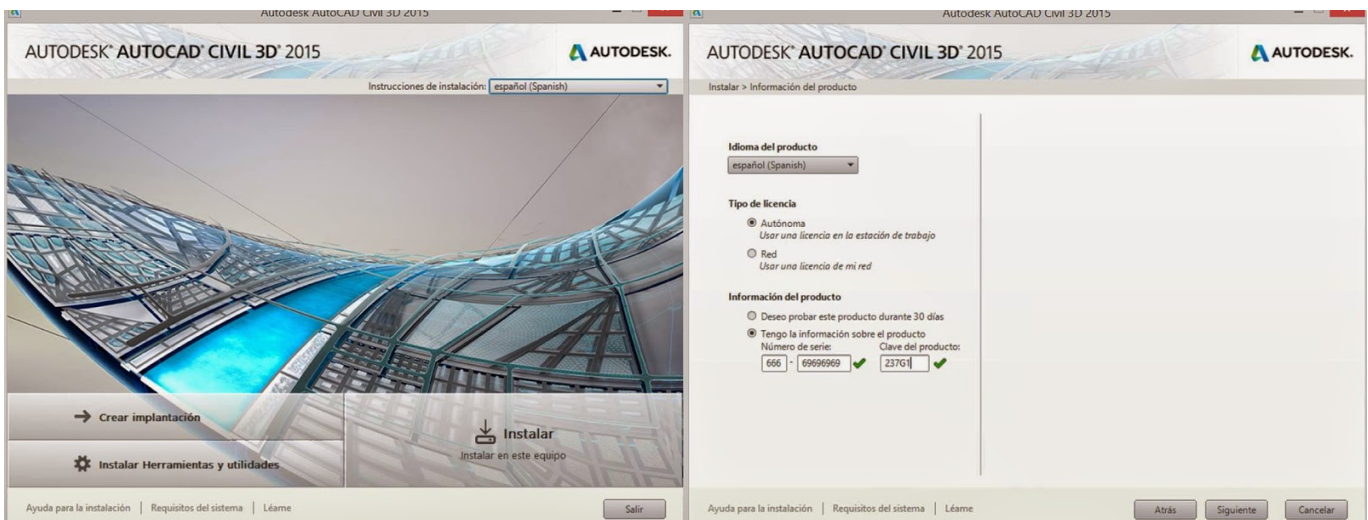 Autodesk AutoCAD Civil 3D 2015
AUTODESK® AUTOCAD® CIVIL 3D® 2015
AUTODESK.
Instrucciones de instalación: español (Spanish)
Crear implantación
Instalar Herramientas y utilidades
Instalar
Instalar en este equipo
Ayuda para la instalación | Requisitos del sistema | Léame
Salir
Autodesk AutoCAD Civil 3D 2015
AUTODESK® AUTOCAD® CIVIL 3D® 2015
AUTODESK.
Instalar > Información del producto
Idioma del producto
español (Spanish)
Tipo de licencia
Autónoma
Usar una licencia en la estación de trabajo
Red
Usar una licencia de mi red
Información del producto
Deseo probar este producto durante 30 días
Tengo la información sobre el producto
Número de serie: Clave del producto:
666 - 69696969 237G1
Ayuda para la instalación | Requisitos del sistema | Léame
Atrás Siguiente Cancelar